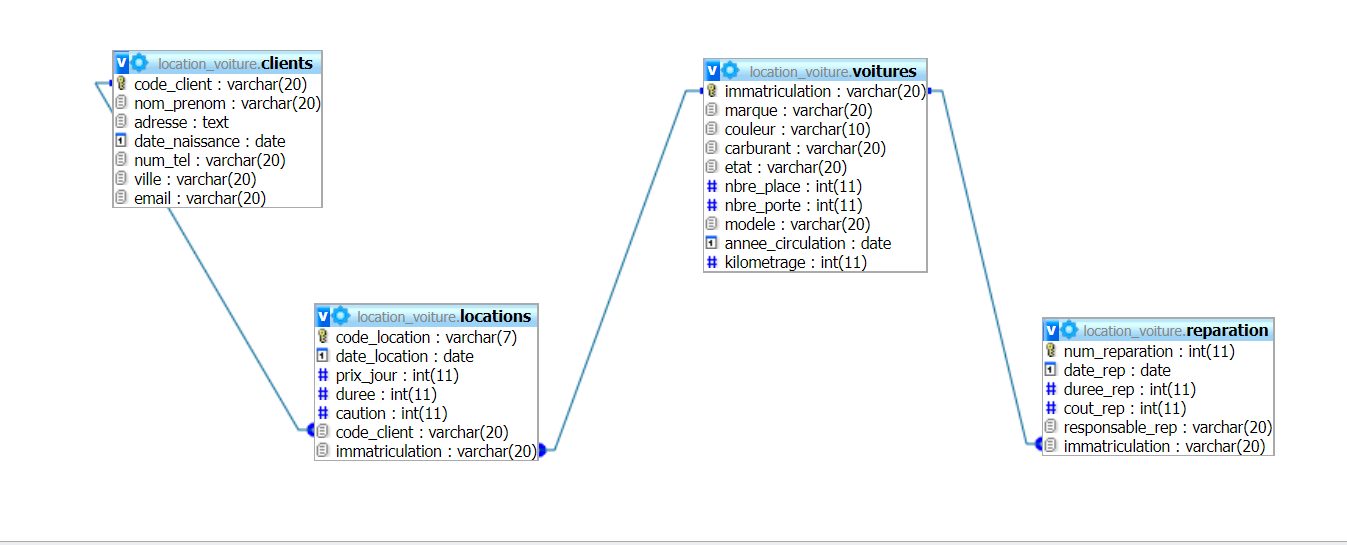 location_voiture.clients
code_client : varchar(20)
nom_prenom : varchar(20)
adresse : text
date_naissance : date
num_tel : varchar(20)
ville : varchar(20)
email : varchar(20)
location_voiture.voitures
immatriculation : varchar(20)
marque : varchar(20)
couleur : varchar(10)
carburant : varchar(20)
etat : varchar(20)
nbre_place : int(11)
nbre_porte : int(11)
modele : varchar(20)
annee_circulation : date
kilometrage : int(11)
location_voiture.locations
code_location : varchar(7)
date_location : date
prix_jour : int(11)
duree : int(11)
caution : int(11)
code_client : varchar(20)
immatriculation : varchar(20)
location_voiture.reparation
num_reparation : int(11)
date_rep : date
duree_rep : int(11)
cout_rep : int(11)
responsable_rep : varchar(20)
immatriculation : varchar(20)